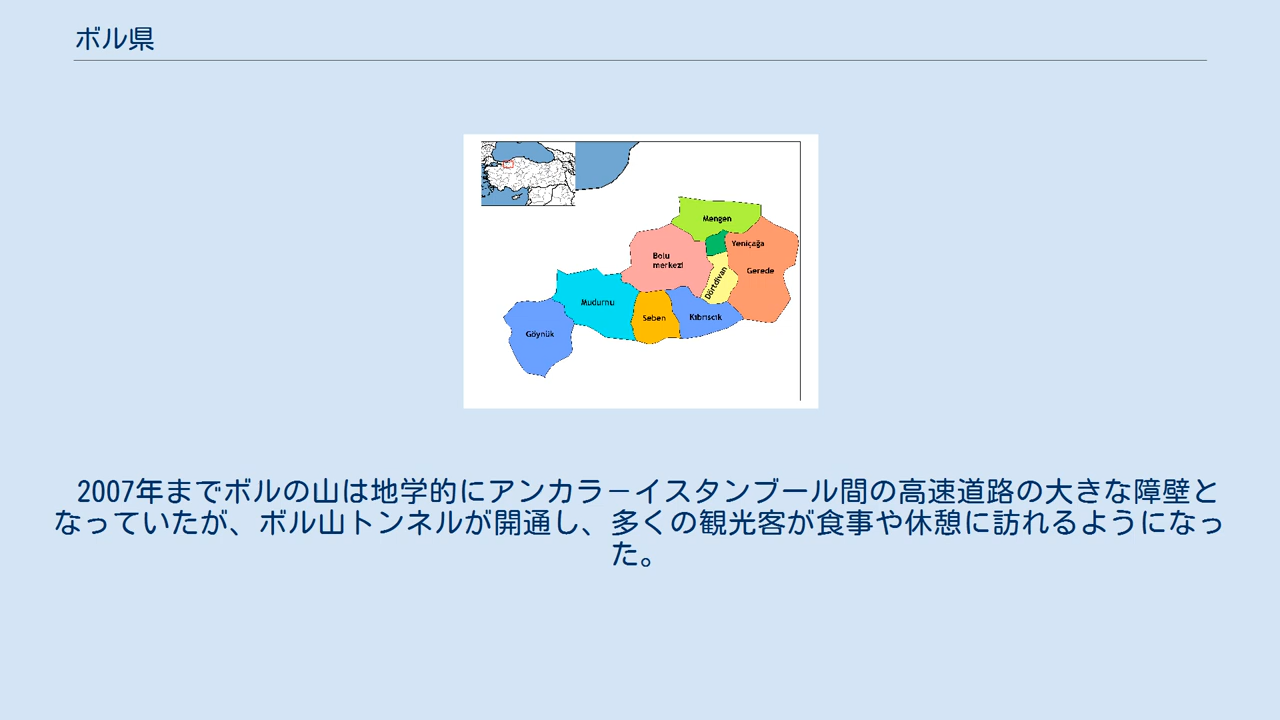 ボル県
Mengen
Yeniçağa
Bolu
merkezi
Gerede
Dörtdivan
Mudurnu
Seben
Kıbrıscık
Göynük
2007年までボルの山は地学的にアンカラ－イスタンブール間の高速道路の大きな障壁と
なっていたが、ボル山トンネルが開通し、多くの観光客が食事や休憩に訪れるようになっ
た。